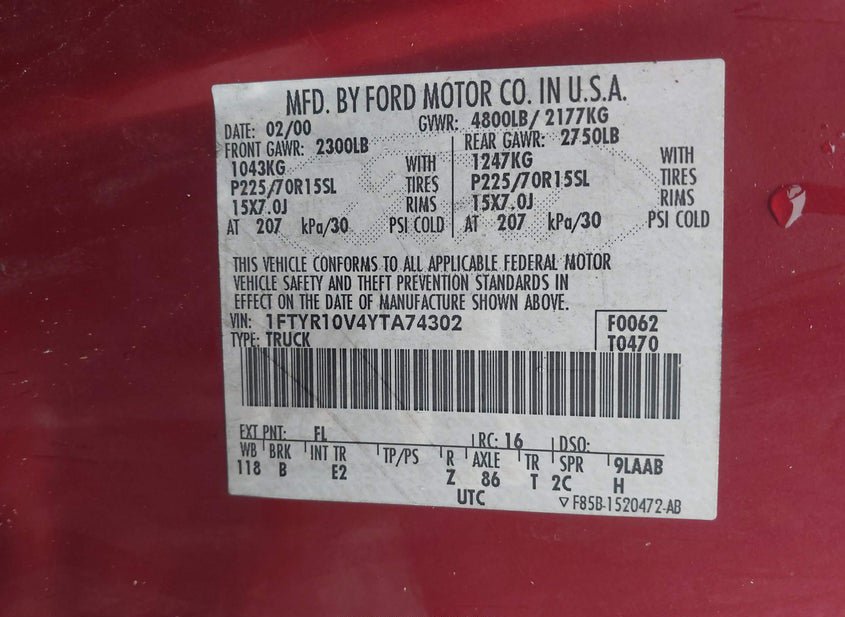 MFD. BY FORD MOTOR CO. IN U.S.A.
DATE: 02/00 GVWR: 4800LB/ 2177KG
FRONT GAWR: 2300LB REAR GAWR: 2750LB
1043KG WITH 1247KG WITH
P225/70R15SL TIRES P225/70R15SL TIRES
15X7.0J RIMS 15X7.0J RIMS
AT 207 kPa/30 PSI COLD AT 207 kPa/30 PSI COLD
THIS VEHICLE CONFORMS TO ALL APPLICABLE FEDERAL MOTOR
VEHICLE SAFETY AND THEFT PREVENTION STANDARDS IN
EFFECT ON THE DATE OF MANUFACTURE SHOWN ABOVE.
VIN: 1FTYR10V4YTA74302 F0062
TYPE: TRUCK T0470
EXT PNT: FL RC: 16 DSO:
WB BRK INT TR TP/PS R AXLE TR SPR 9LAAB
118 B E2 Z 86 T 2C H
UTC ▽F85B-1520472-AB